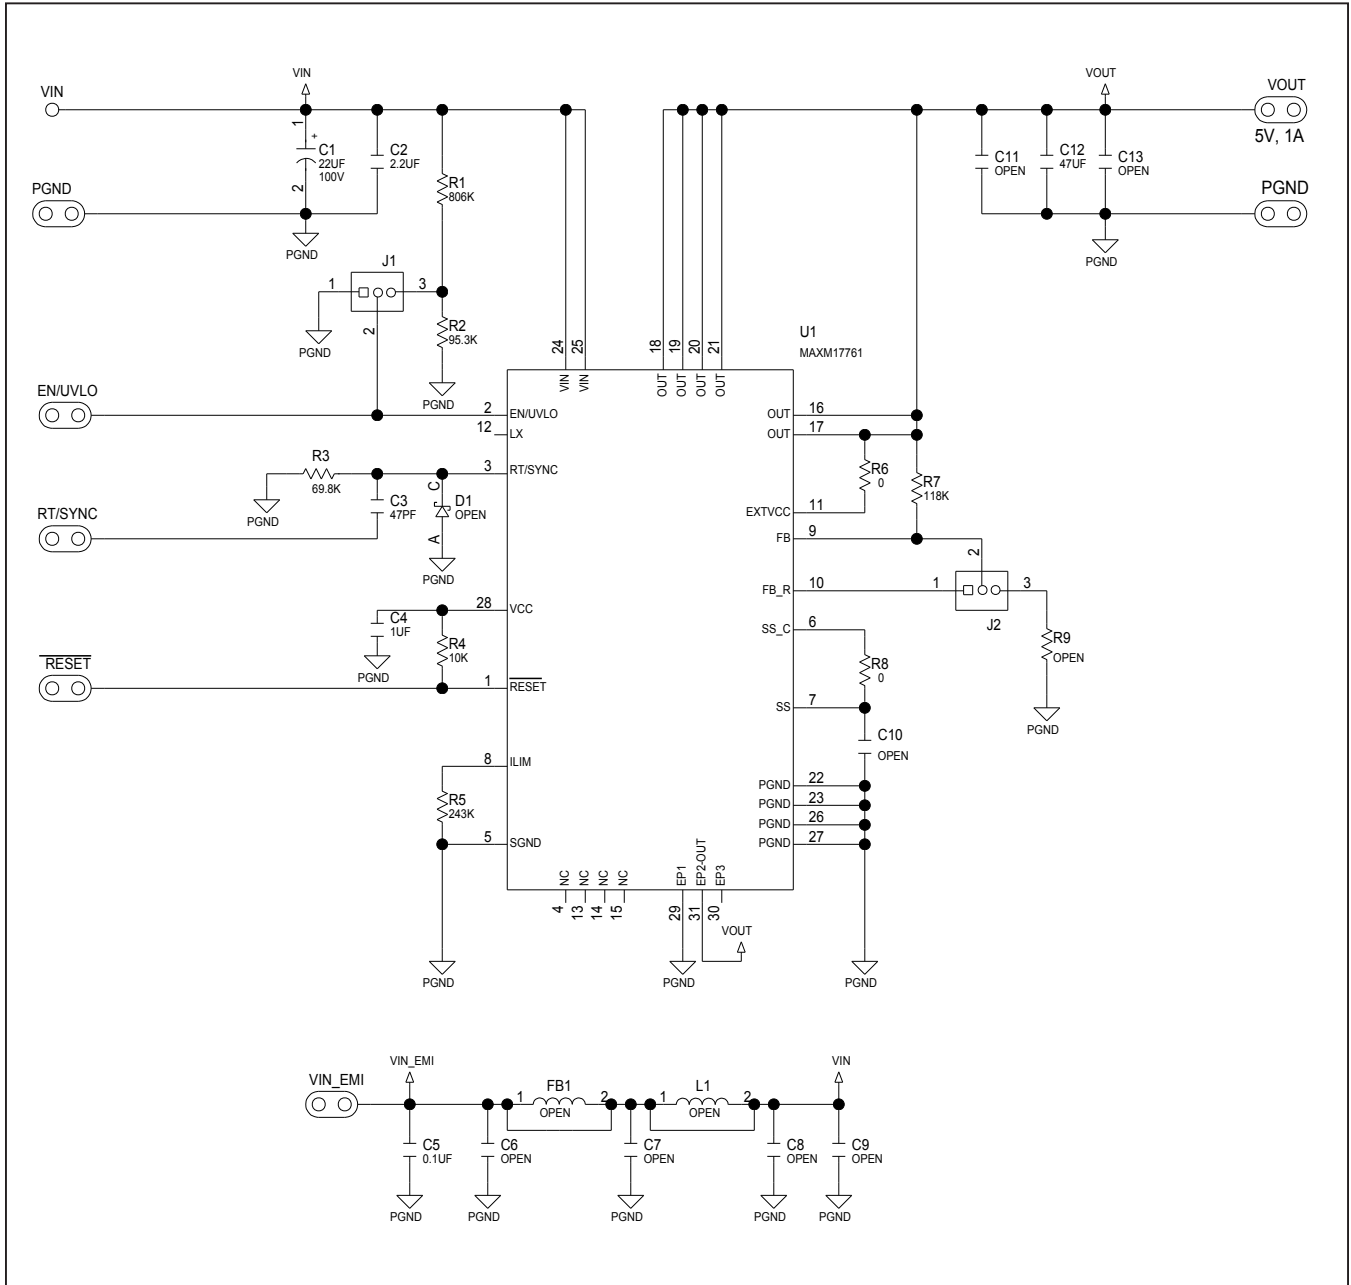 VIN
VIN
1
+
C1
22UF
100V
2
C2
2.2UF
R1
806K
PGND
PGND
J1
1
3
2
PGND
R2
95.3K
PGND
VOUT
VOUT
5V, 1A
C11
OPEN
C12
47UF
C13
OPEN
PGND
PGND
U1
MAXM17761
24
25
18
19
20
21
VIN
VIN
OUT
OUT
OUT
OUT
EN/UVLO
2
EN/UVLO
12
LX
R3
69.8K
3
RT/SYNC
PGND
C3
47PF
C
D1
OPEN
A
PGND
RT/SYNC
28
VCC
C4
1UF
PGND
R4
10K
RESET
1
RESET
8
ILIM
R5
243K
5
SGND
PGND
OUT
16
OUT
17
R6
0
R7
118K
EXTVCC
11
FB
9
2
FB_R
10
1
3
J2
R9
OPEN
PGND
SS_C
6
R8
0
SS
7
C10
OPEN
PGND
22
PGND
23
PGND
26
PGND
27
PGND
NC
NC
NC
NC
4
13
14
15
EP1
EP2-OUT
EP3
29
31
30
VOUT
PGND
VIN_EMI
VIN_EMI
1
FB1
2
OPEN
1
L1
2
OPEN
VIN
C5
0.1UF
C6
OPEN
C7
OPEN
C8
OPEN
C9
OPEN
PGND
PGND
PGND
PGND
PGND